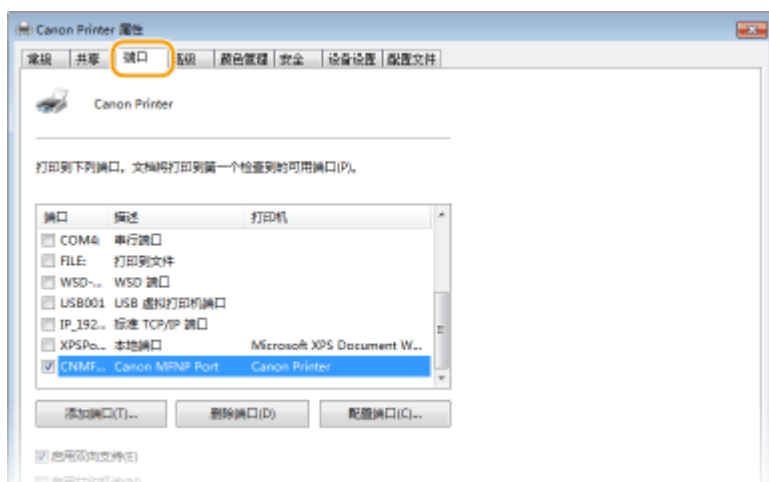 Canon Printer 属性
常规 共享 端口 高级 颜色管理 安全 设备设置 配置文件
Canon Printer
打印到下列端口。文档将打印到第一个检查到的可用端口(P)。
端口 描述 打印机
COM4: 串行端口
FILE: 打印到文件
WSD-... WSD 端口
USB001 USB 虚拟打印机端口
IP_192... 标准 TCP/IP 端口
XPSPo... 本地端口 Microsoft XPS Document W...
CNMF... Canon MFNP Port Canon Printer
添加端口(T)... 删除端口(D) 配置端口(C)...
启用双向支持(E)